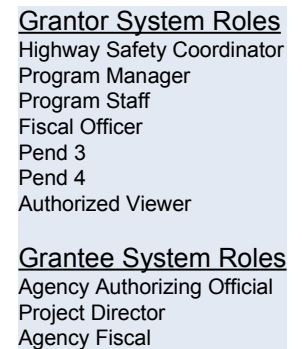 Grantor System Roles
Highway Safety Coordinator
Program Manager
Program Staff
Fiscal Officer
Pend 3
Pend 4
Authorized Viewer
Grantee System Roles
Agency Authorizing Official
Project Director
Agency Fiscal